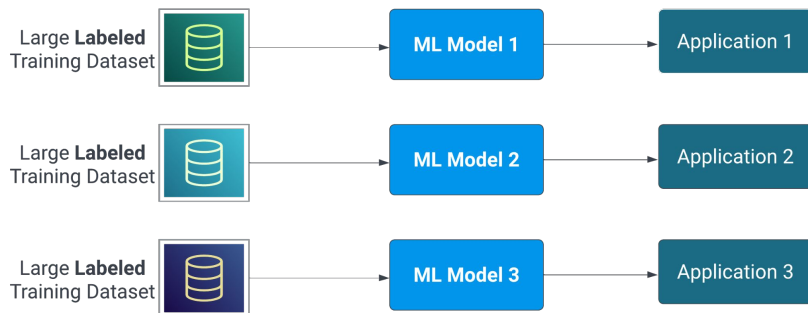 Large Labeled
Training Dataset
ML Model 1
Application 1
Large Labeled
Training Dataset
ML Model 2
Application 2
Large Labeled
Training Dataset
ML Model 3
Application 3